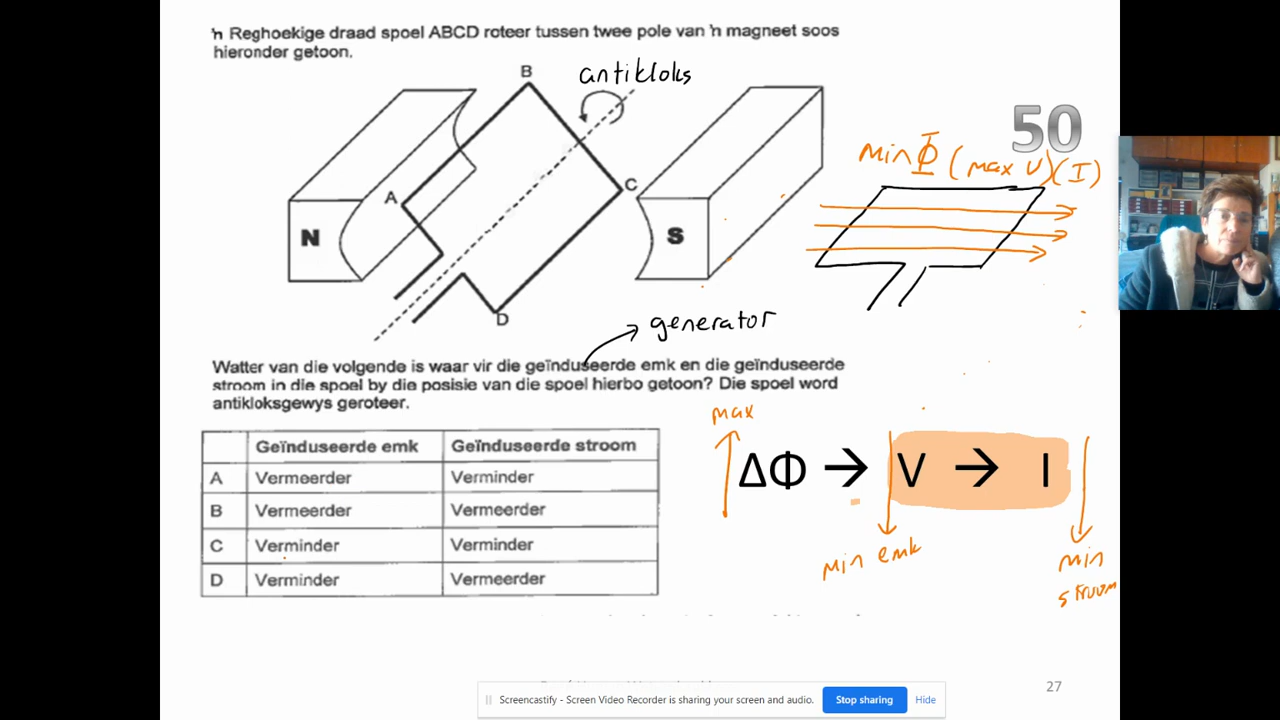 'n Reghoekige draad spoel ABCD roteer tussen twee pole van 'n magneet soos
hieronder getoon.
B
antikloks
50
min Φ (max V)(I)
A
C
N
S
D
generator
Watter van die volgende is waar vir die geïnduseerde emk en die geïnduseerde
stroom in die spoel by die posisie van die spoel hierbo getoon? Die spoel word
antikloksgewys geroteer.
max
Geïnduseerde emk Geïnduseerde stroom
A Vermeerder Verminder
B Vermeerder Vermeerder
C Verminder Verminder
D Verminder Vermeerder
ΔΦ → V → I
min emk
min
stroom
27
Screencastify - Screen Video Recorder is sharing your screen and audio.
Stop sharing
Hide